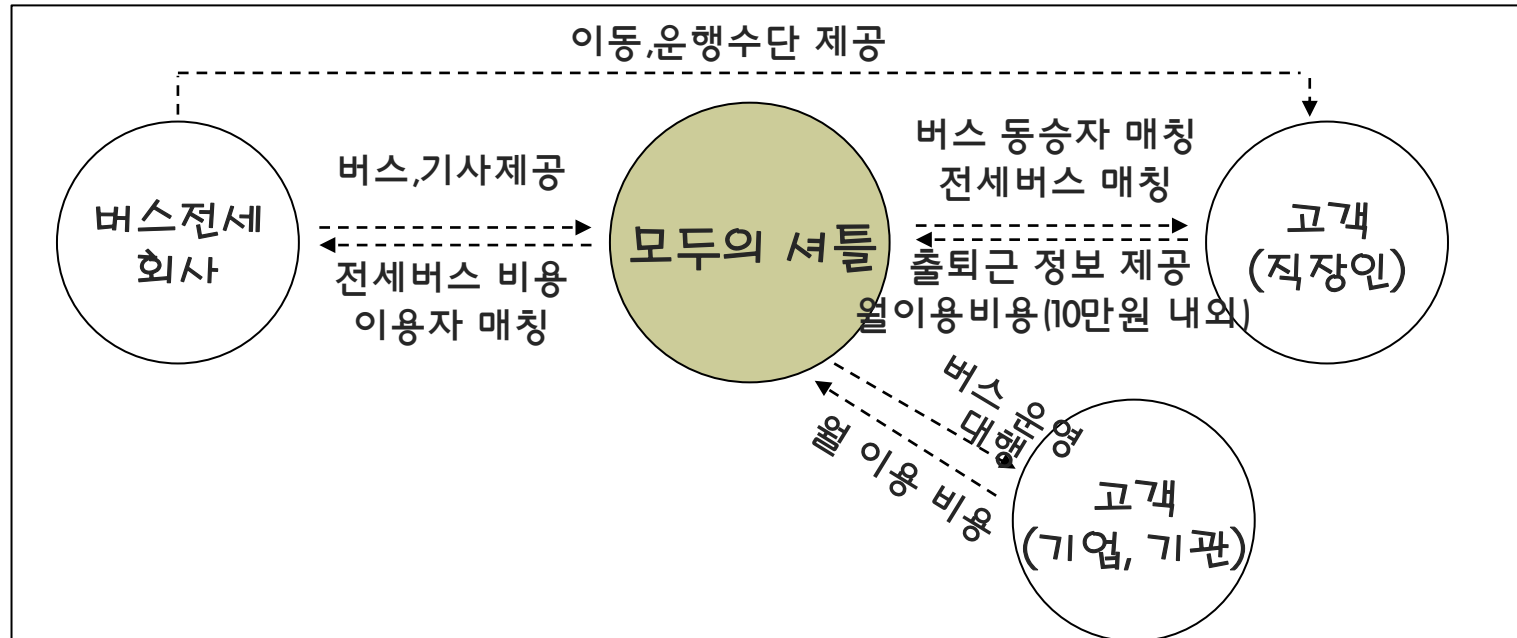 이동,운행수단 제공
버스 동승자 매칭
전세버스 매칭
버스,기사제공
버스전세
회사
모두의 셔틀
고객
(직장인)
전세버스 비용
이용자 매칭
출퇴근 정보 제공
월이용비용(10만원 내외)
버스 운영
대행
월 이용 비용
고객
(기업, 기관)